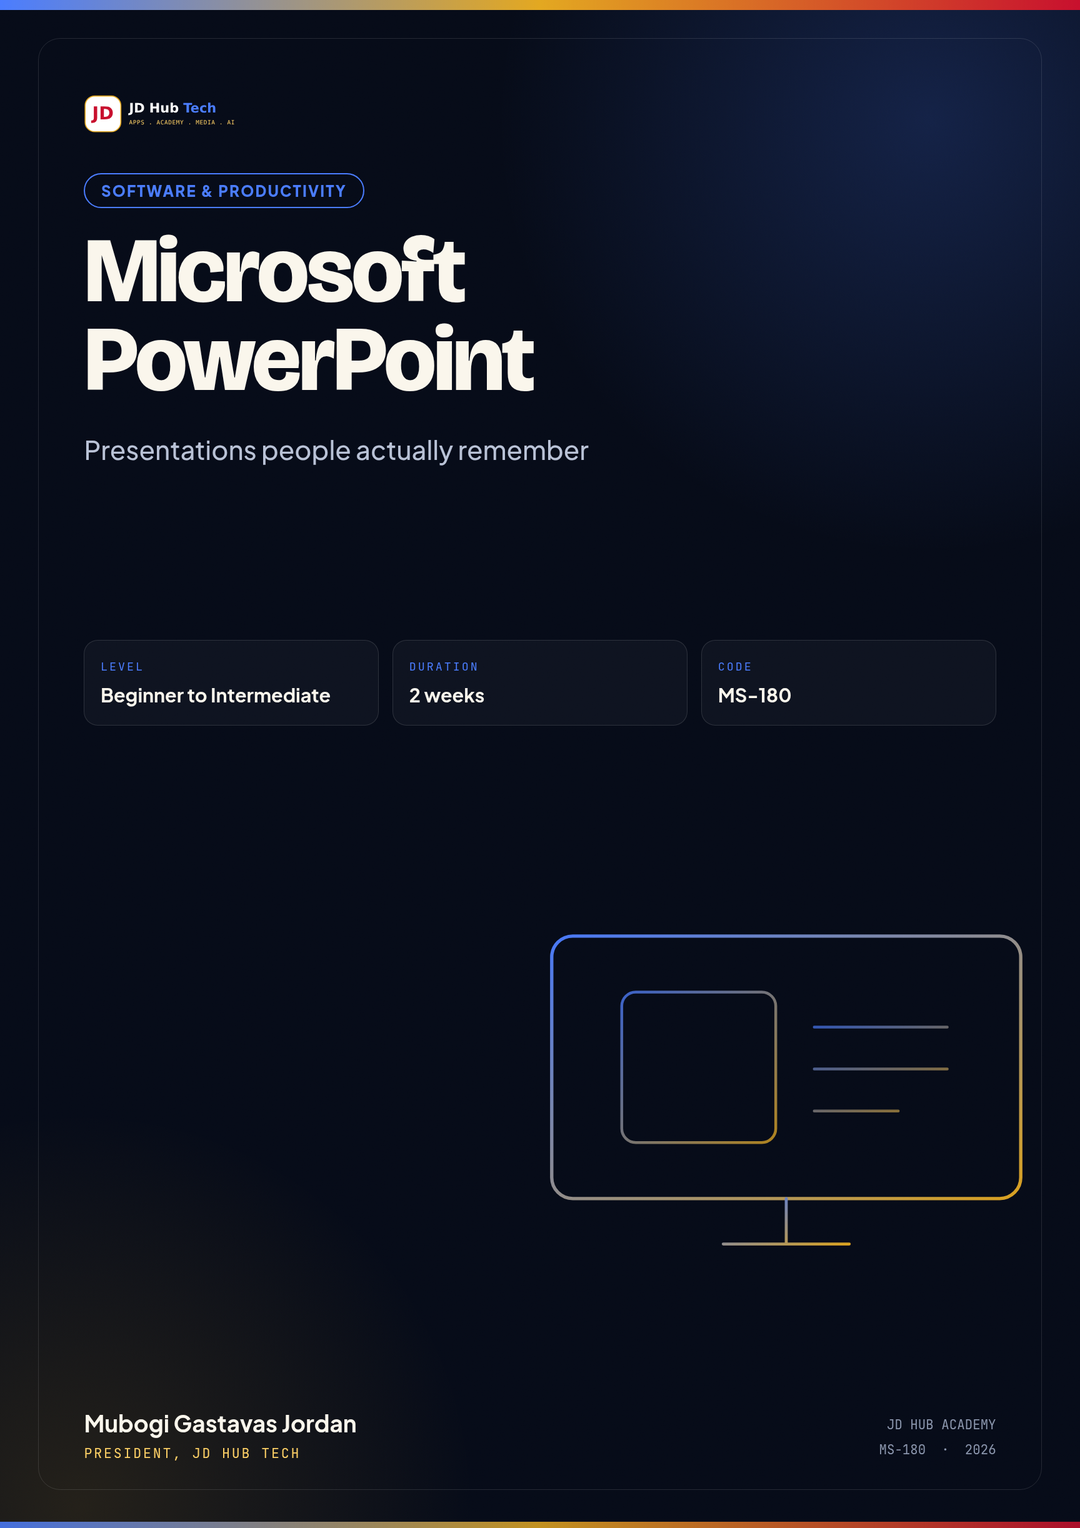 JD
JD Hub Tech
APPS . ACADEMY . MEDIA . AI
SOFTWARE & PRODUCTIVITY
Microsoft
PowerPoint
Presentations people actually remember
LEVEL
Beginner to Intermediate
DURATION
2 weeks
CODE
MS-180
Mubogi Gastavas Jordan
PRESIDENT, JD HUB TECH
JD HUB ACADEMY
MS-180 · 2026